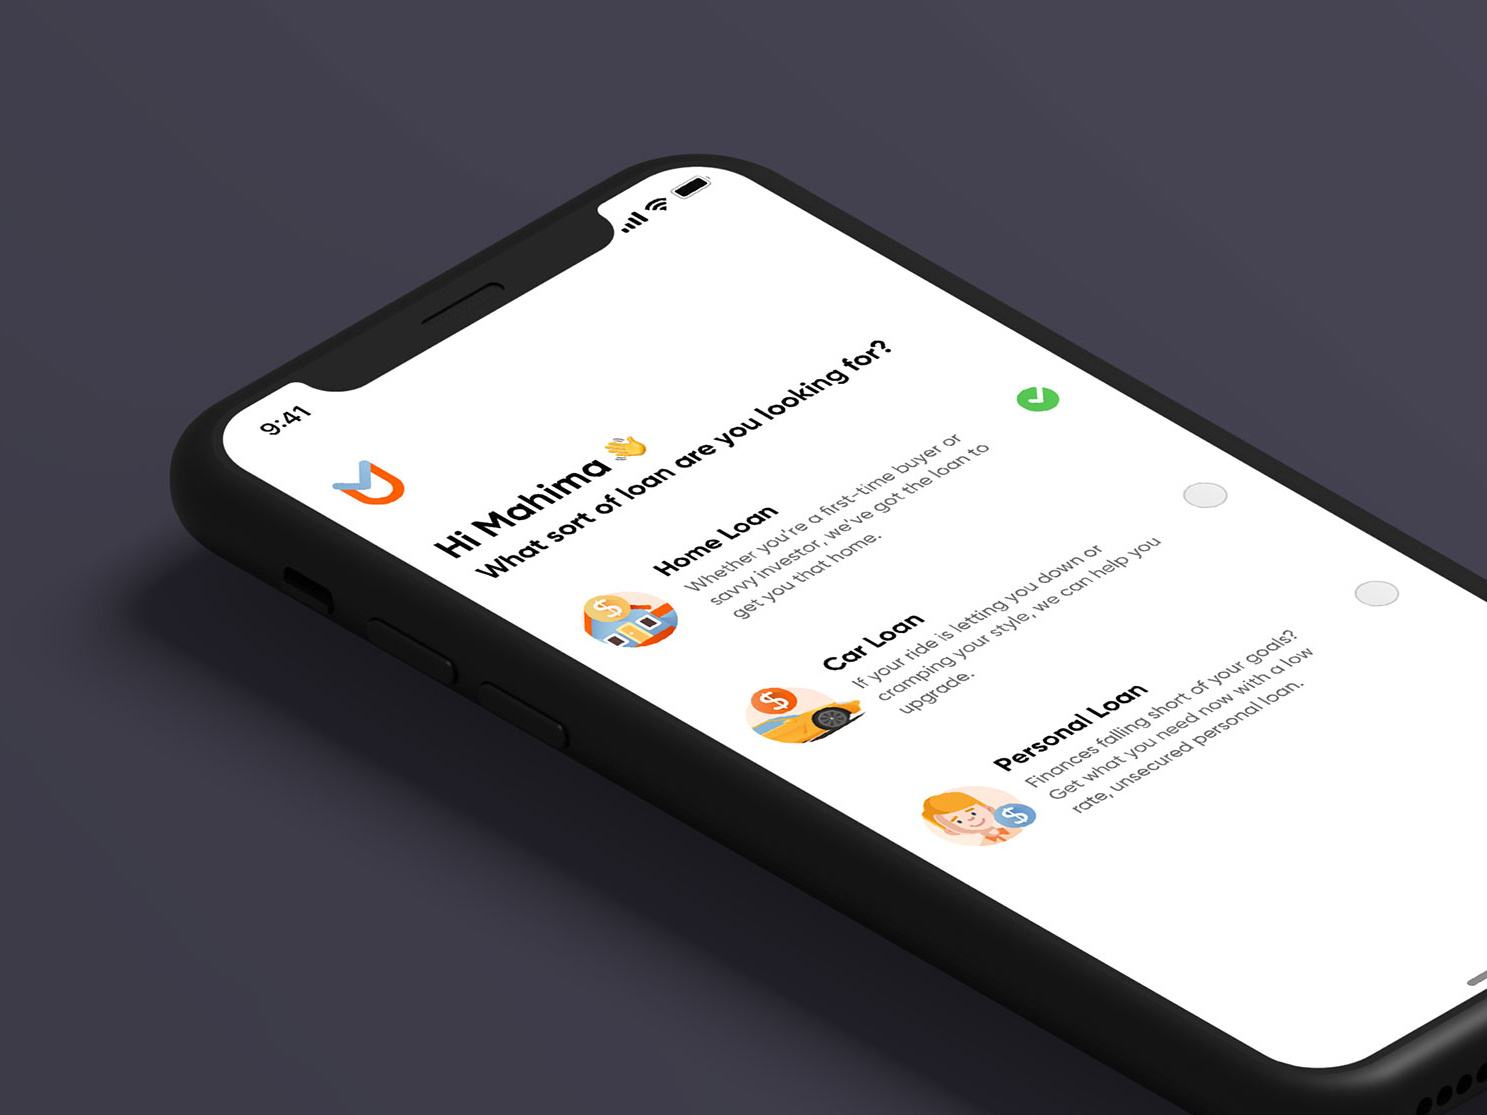 9:41
Hi Mahima 👋
What sort of loan are you looking for?
Home Loan
Whether you're a first-time buyer or
savvy investor, we've got the loan to
get you that home.
Car Loan
If your ride is letting you down or
cramping your style, we can help you
upgrade.
Personal Loan
Finances falling short of your goals?
Get what you need now with a low
rate, unsecured personal loan.